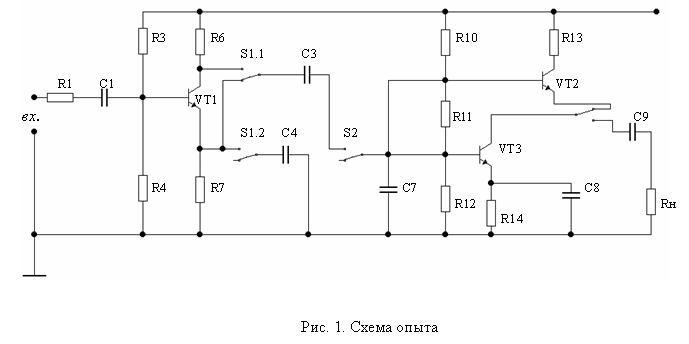 R3
R6
S1.1
C3
R10
R13
R1
C1
VT1
VT2
вх.
S1.2
C4
S2
R11
C9
VT3
R4
R7
C7
R12
R14
C8
Rн
Рис. 1. Схема опыта